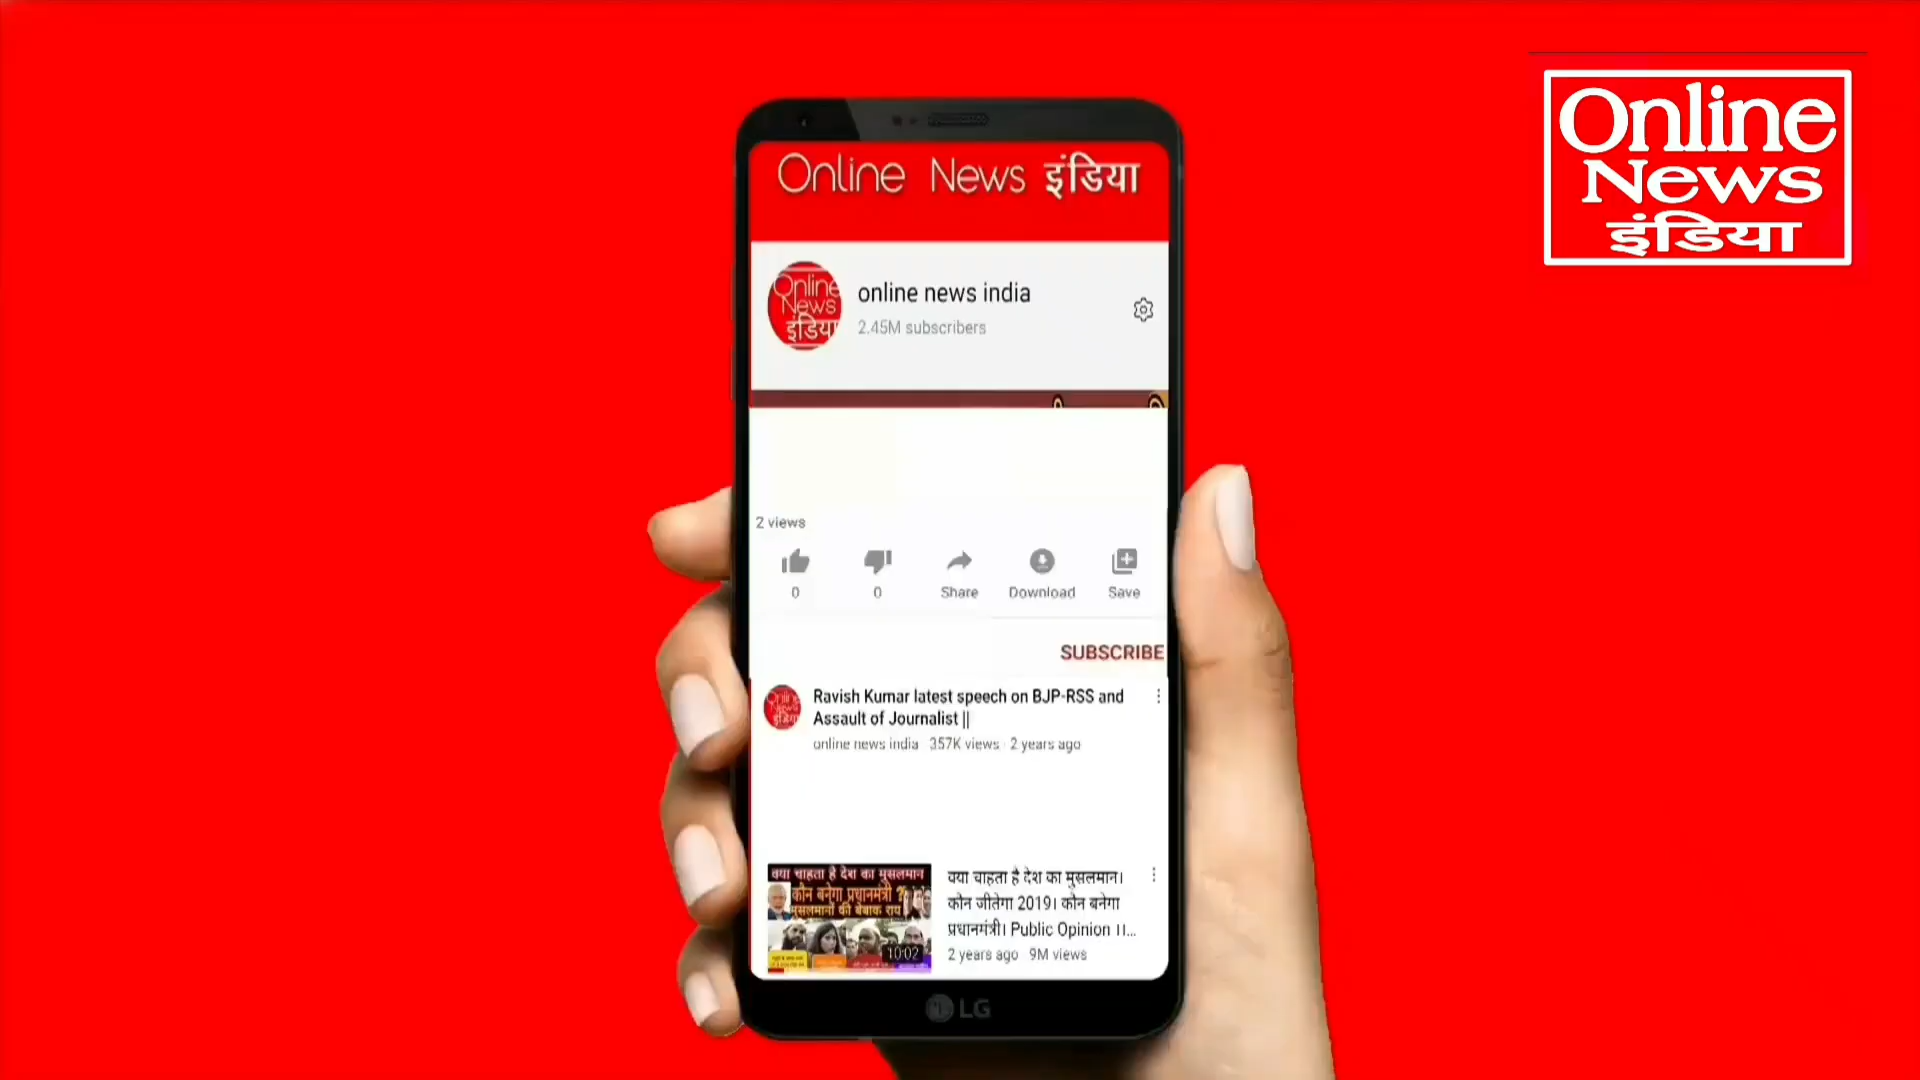 Online
News
इंडिया
Online News इंडिया
Online
News
इंडिया
online news india
2.45M subscribers
2 views
0 0 Share Download Save
SUBSCRIBE
Online
News
इंडिया
Ravish Kumar latest speech on BJP-RSS and
Assault of Journalist ||
online news india 357K views · 2 years ago
क्या चाहता है देश का मुसलमान
कौन बनेगा प्रधानमंत्री ?
मुसलमानों की बेबाक राय
10:02
क्या चाहता है देश का मुसलमान।
कौन जीतेगा 2019। कौन बनेगा
प्रधानमंत्री। Public Opinion ।।...
2 years ago 9M views
LG